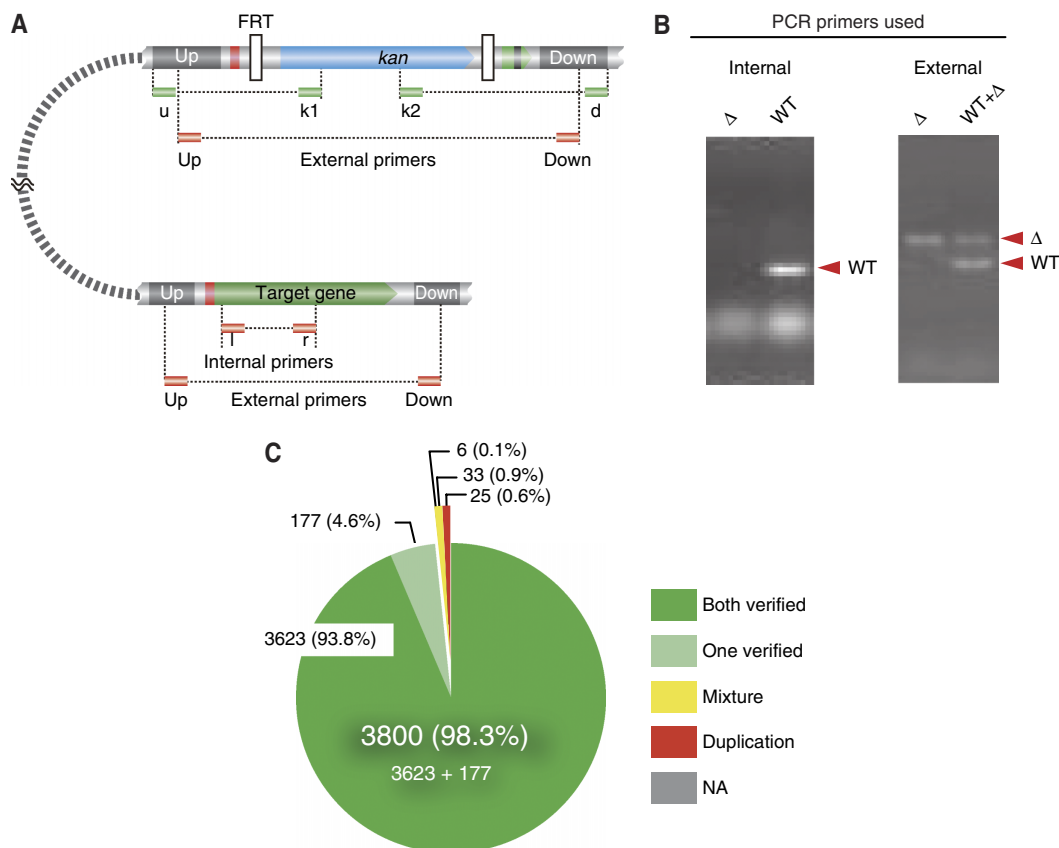 A
FRT
Up
kan
Down
u
k1
k2
d
Up
External primers
Down
Up
Target gene
Down
l
r
Internal primers
Up
External primers
Down
B
PCR primers used
Internal
External
Δ
WT
Δ
WT+Δ
WT
Δ
WT
C
6 (0.1%)
33 (0.9%)
25 (0.6%)
177 (4.6%)
3623 (93.8%)
3800 (98.3%)
3623 + 177
Both verified
One verified
Mixture
Duplication
NA